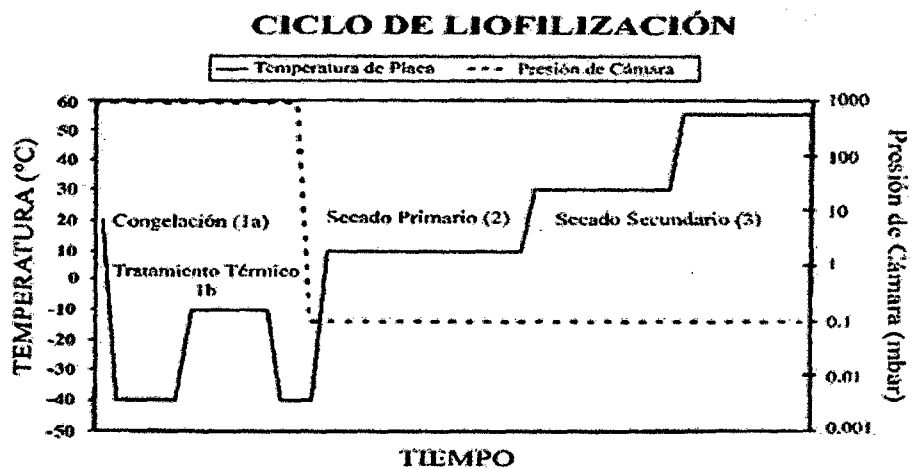 CICLO DE LIOFILIZACIÓN
Temperatura de Placa
Presión de Cámara
TEMPERATURA (°C)
60
50
40
30
20
10
0
-10
-20
-30
-40
-50
Congelación (1a)
Tratamiento Térmico
1b
Secado Primario (2)
Secado Secundario (3)
1000
100
10
1
0.1
0.01
0.001
Presión de Cámara (mbar)
TIEMPO